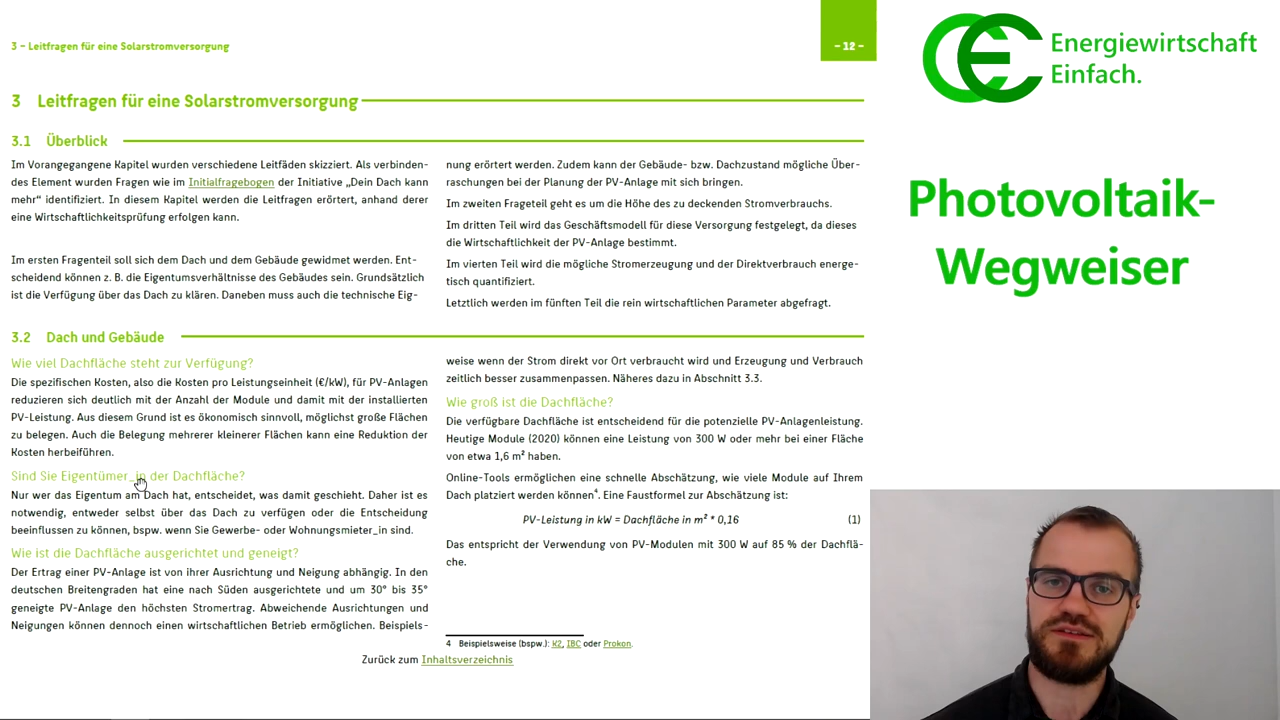 3 – Leitfragen für eine Solarstromversorgung
– 12 –
3 Leitfragen für eine Solarstromversorgung
3.1 Überblick
Im Vorangegangene Kapitel wurden verschiedene Leitfäden skizziert. Als verbinden-
des Element wurden Fragen wie im Initialfragebogen der Initiative „Dein Dach kann
mehr“ identifiziert. In diesem Kapitel werden die Leitfragen erörtert, anhand derer
eine Wirtschaftlichkeitsprüfung erfolgen kann.
Im ersten Fragenteil soll sich dem Dach und dem Gebäude gewidmet werden. Ent-
scheidend können z. B. die Eigentumsverhältnisse des Gebäudes sein. Grundsätzlich
ist die Verfügung über das Dach zu klären. Daneben muss auch die technische Eig-
nung erörtert werden. Zudem kann der Gebäude- bzw. Dachzustand mögliche Über-
raschungen bei der Planung der PV-Anlage mit sich bringen.
Im zweiten Frageteil geht es um die Höhe des zu deckenden Stromverbrauchs.
Im dritten Teil wird das Geschäftsmodell für diese Versorgung festgelegt, da dieses
die Wirtschaftlichkeit der PV-Anlage bestimmt.
Im vierten Teil wird die mögliche Stromerzeugung und der Direktverbrauch energe-
tisch quantifiziert.
Letztlich werden im fünften Teil die rein wirtschaftlichen Parameter abgefragt.
3.2 Dach und Gebäude
Wie viel Dachfläche steht zur Verfügung?
Die spezifischen Kosten, also die Kosten pro Leistungseinheit (€/kW), für PV-Anlagen
reduzieren sich deutlich mit der Anzahl der Module und damit mit der installierten
PV-Leistung. Aus diesem Grund ist es ökonomisch sinnvoll, möglichst große Flächen
zu belegen. Auch die Belegung mehrerer kleinerer Flächen kann eine Reduktion der
Kosten herbeiführen.
Sind Sie Eigentümer_in der Dachfläche?
Nur wer das Eigentum am Dach hat, entscheidet, was damit geschieht. Daher ist es
notwendig, entweder selbst über das Dach zu verfügen oder die Entscheidung
beeinflussen zu können, bspw. wenn Sie Gewerbe- oder Wohnungsmieter_in sind.
Wie ist die Dachfläche ausgerichtet und geneigt?
Der Ertrag einer PV-Anlage ist von ihrer Ausrichtung und Neigung abhängig. In den
deutschen Breitengraden hat eine nach Süden ausgerichtete und um 30° bis 35°
geneigte PV-Anlage den höchsten Stromertrag. Abweichende Ausrichtungen und
Neigungen können dennoch einen wirtschaftlichen Betrieb ermöglichen. Beispiels-
weise wenn der Strom direkt vor Ort verbraucht wird und Erzeugung und Verbrauch
zeitlich besser zusammenpassen. Näheres dazu in Abschnitt 3.3.
Wie groß ist die Dachfläche?
Die verfügbare Dachfläche ist entscheidend für die potenzielle PV-Anlagenleistung.
Heutige Module (2020) können eine Leistung von 300 W oder mehr bei einer Fläche
von etwa 1,6 m² haben.
Online-Tools ermöglichen eine schnelle Abschätzung, wie viele Module auf Ihrem
Dach platziert werden können⁴. Eine Faustformel zur Abschätzung ist:
PV-Leistung in kW = Dachfläche in m² * 0,16 (1)
Das entspricht der Verwendung von PV-Modulen mit 300 W auf 85 % der Dachflä-
che.
4 Beispielsweise (bspw.): K2, IBC oder Prokon.
Zurück zum Inhaltsverzeichnis
Energiewirtschaft
Einfach.
Photovoltaik-
Wegweiser